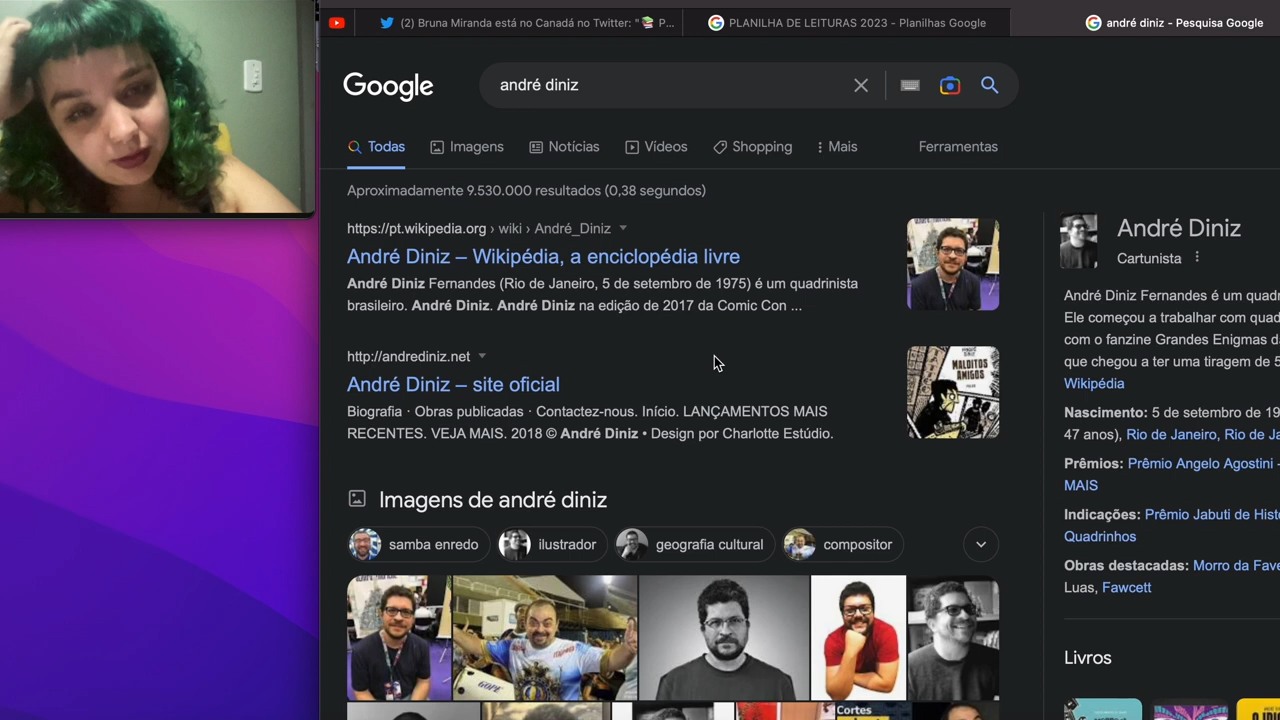 (2) Bruna Miranda está no Canadá no Twitter: "📚 P...
PLANILHA DE LEITURAS 2023 - Planilhas Google
andré diniz - Pesquisa Google
Google
andré diniz
Todas
Imagens
Notícias
Vídeos
Shopping
Mais
Ferramentas
Aproximadamente 9.530.000 resultados (0,38 segundos)
https://pt.wikipedia.org › wiki › André_Diniz
André Diniz – Wikipédia, a enciclopédia livre
André Diniz Fernandes (Rio de Janeiro, 5 de setembro de 1975) é um quadrinista
brasileiro. André Diniz. André Diniz na edição de 2017 da Comic Con ...
http://andrediniz.net
André Diniz – site oficial
Biografia · Obras publicadas · Contactez-nous. Início. LANÇAMENTOS MAIS
RECENTES. VEJA MAIS. 2018 © André Diniz • Design por Charlotte Estúdio.
MALDITOS
AMIGOS
Imagens de andré diniz
samba enredo
ilustrador
geografia cultural
compositor
GOPE
Cortes
André Diniz
Cartunista
André Diniz Fernandes é um quadr
Ele começou a trabalhar com quad
com o fanzine Grandes Enigmas da
que chegou a ter uma tiragem de 5
Wikipédia
Nascimento: 5 de setembro de 19
47 anos), Rio de Janeiro, Rio de Ja
Prêmios: Prêmio Angelo Agostini -
MAIS
Indicações: Prêmio Jabuti de Hist
Quadrinhos
Obras destacadas: Morro da Fave
Luas, Fawcett
Livros